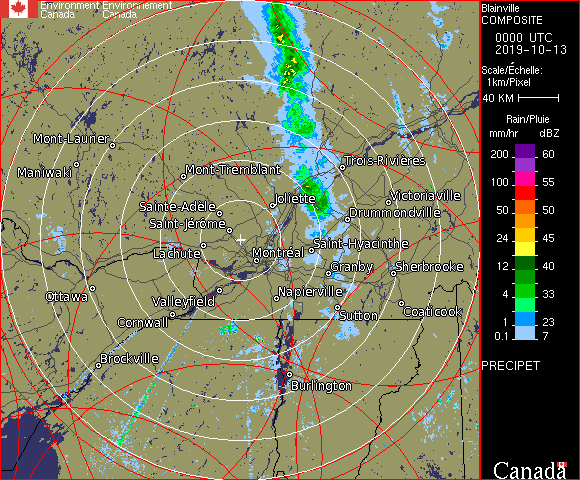 Environment Environnement
Canada Canada
Blainville
COMPOSITE
0000 UTC
2019-10-13
Scale/Échelle:
1km/Pixel
40 KM
Rain/Pluie
mm/hr dBZ
200 60
100 55
50 50
24 45
12 40
4 33
1 23
0.1 7
PRECIPET
Canada
Mont-Laurier
Maniwaki
Mont-Tremblant
Trois-Rivières
Sainte-Adèle
Joliette
Victoriaville
Saint-Jérôme
Drummondville
Lachute
Montréal
Saint-Hyacinthe
Granby
Sherbrooke
Ottawa
Valleyfield
Napierville
Coaticook
Cornwall
Sutton
Brockville
Burlington